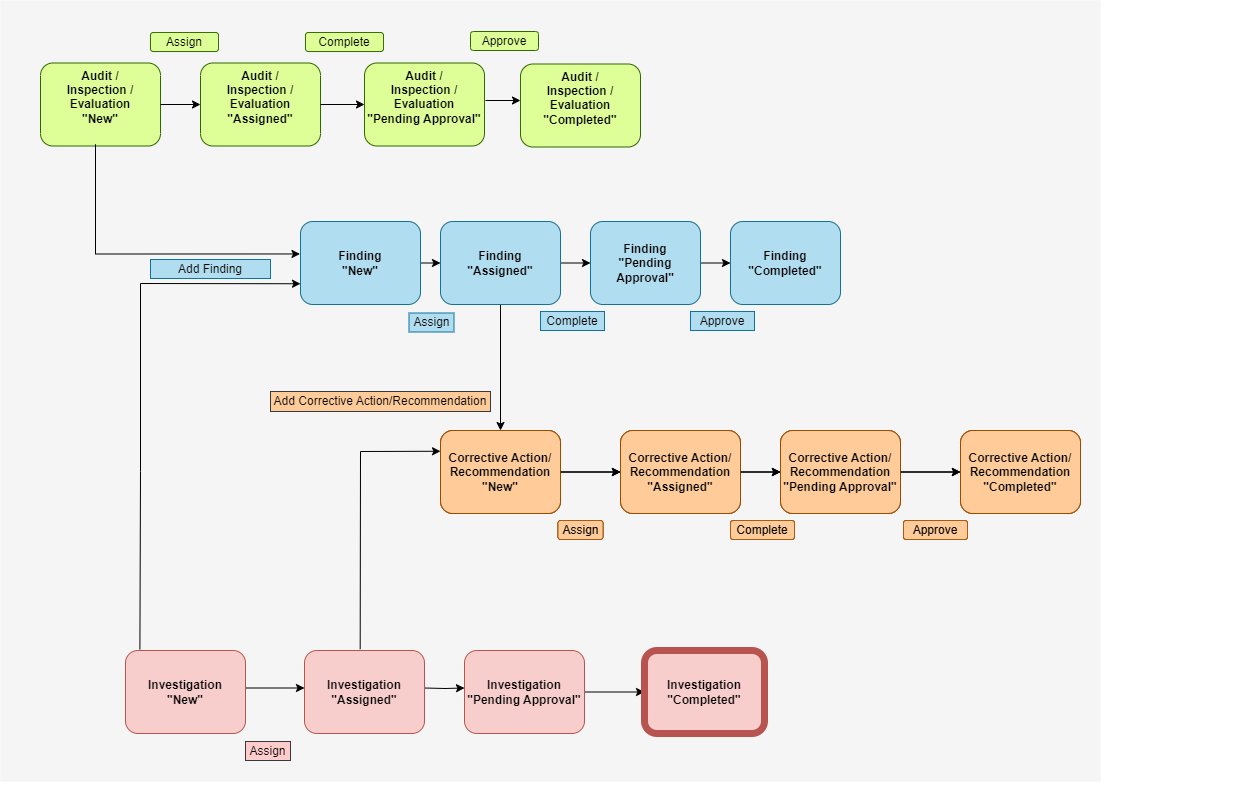 Assign
Complete
Approve
Audit /
Inspection /
Evaluation
"New"
Audit /
Inspection /
Evaluation
"Assigned"
Audit /
Inspection /
Evaluation
"Pending Approval"
Audit /
Inspection /
Evaluation
"Completed"
Finding
"New"
Finding
"Assigned"
Finding
"Pending
Approval"
Finding
"Completed"
Add Finding
Assign
Complete
Approve
Add Corrective Action/Recommendation
Corrective Action/
Recommendation
"New"
Corrective Action/
Recommendation
"Assigned"
Corrective Action/
Recommendation
"Pending Approval"
Corrective Action/
Recommendation
"Completed"
Assign
Complete
Approve
Investigation
"New"
Investigation
"Assigned"
Investigation
"Pending Approval"
Investigation
"Completed"
Assign